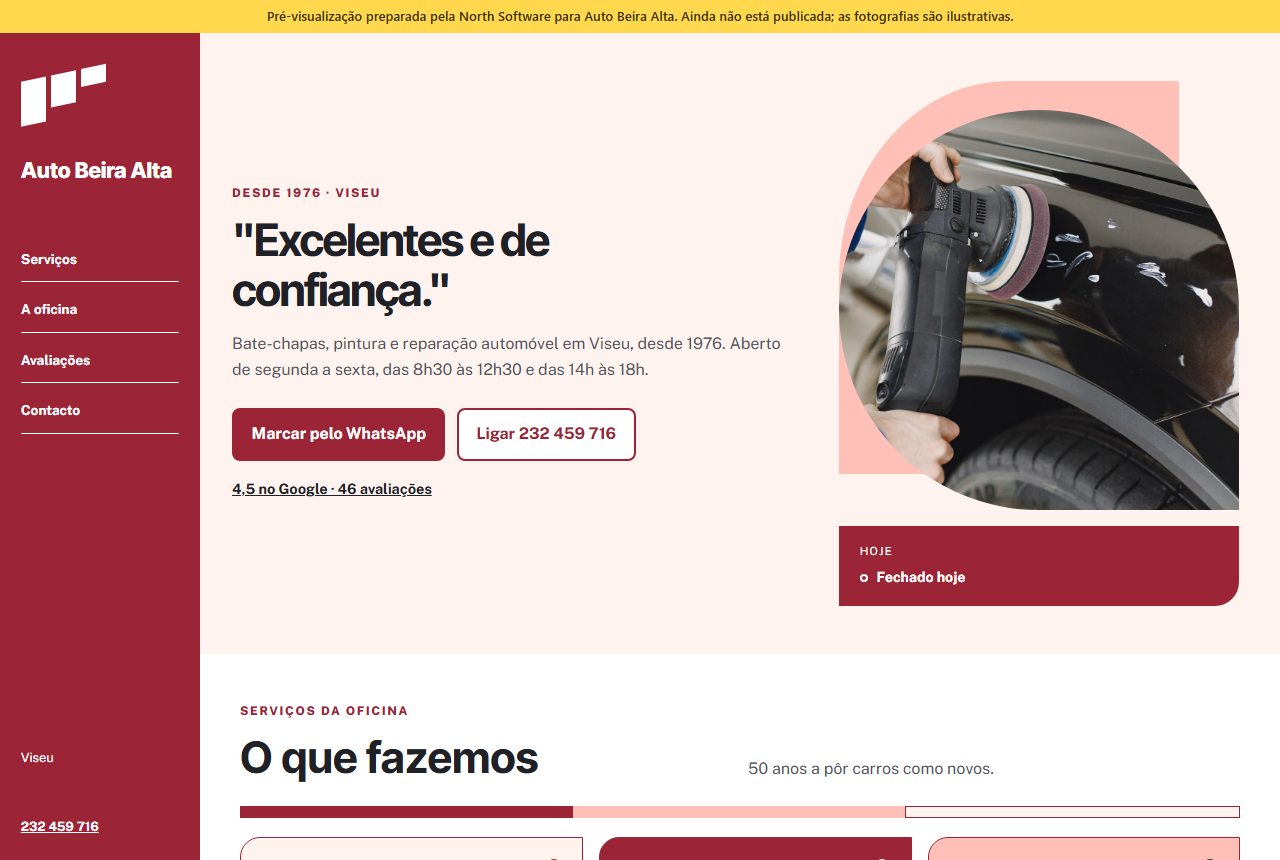 Pré-visualização preparada pela North Software para Auto Beira Alta. Ainda não está publicada; as fotografias são ilustrativas.
Auto Beira Alta
Serviços
A oficina
Avaliações
Contacto
Viseu
232 459 716
DESDE 1976 · VISEU
"Excelentes e de
confiança."
Bate-chapas, pintura e reparação automóvel em Viseu, desde 1976. Aberto
de segunda a sexta, das 8h30 às 12h30 e das 14h às 18h.
Marcar pelo WhatsApp
Ligar 232 459 716
4,5 no Google · 46 avaliações
HOJE
Fechado hoje
SERVIÇOS DA OFICINA
O que fazemos
50 anos a pôr carros como novos.